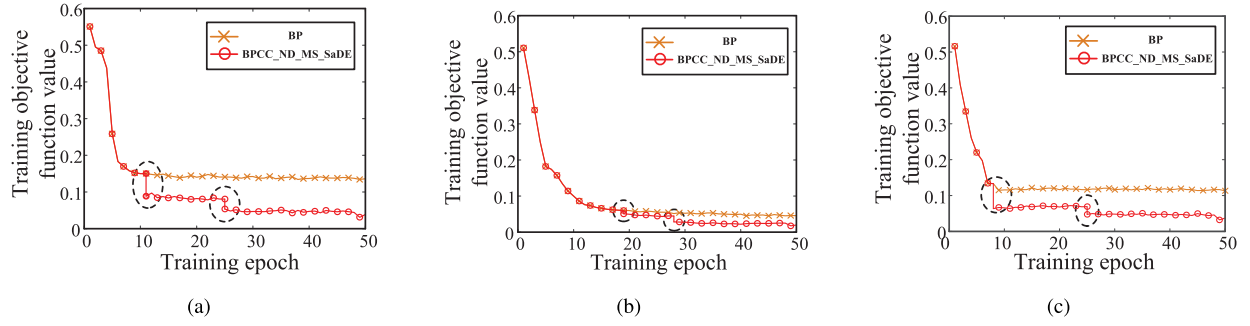 0.6
0.5
0.4
0.3
0.2
0.1
0
0 10 20 30 40 50
Training objective
function value
Training epoch
BP
BPCC_ND_MS_SaDE
(a)
0.6
0.5
0.4
0.3
0.2
0.1
0
0 10 20 30 40 50
Training objective
function value
Training epoch
BP
BPCC_ND_MS_SaDE
(b)
0.6
0.5
0.4
0.3
0.2
0.1
0
0 10 20 30 40 50
Training objective
function value
Training epoch
BP
BPCC_ND_MS_SaDE
(c)